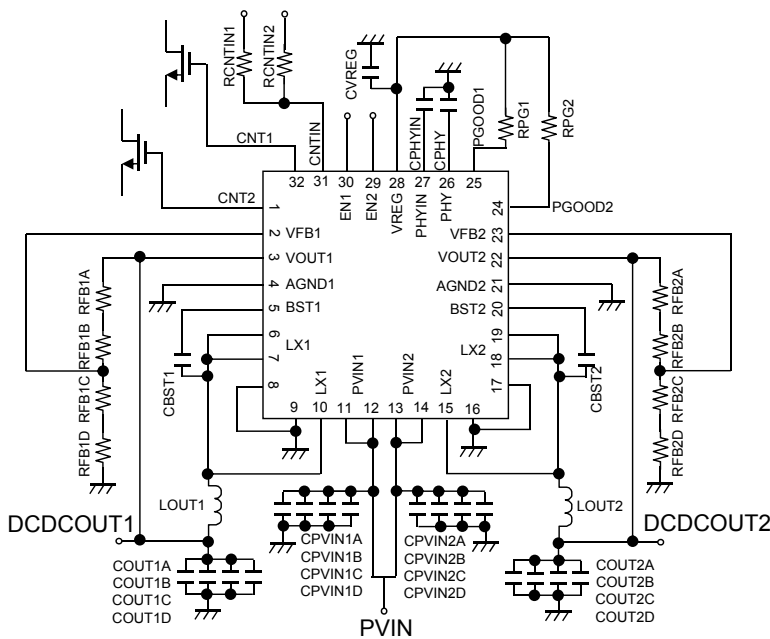 RCNTIN1
RCNTIN2
CVREG
CNT1
CNTIN
CPHYIN
CPHY
PGOOD1
RPG1
RPG2
32
31
30
29
28
27
26
25
EN1
EN2
VREG
PHYIN
PHY
CNT2
1
24
PGOOD2
2
VFB1
VFB2
23
3
VOUT1
VOUT2
22
4
AGND1
AGND2
21
5
BST1
BST2
20
6
LX1
LX2
19
7
18
8
17
LX1
PVIN1
PVIN2
LX2
9
10
11
12
13
14
15
16
RFB1A
RFB1B
RFB1C
RFB1D
CBST1
CBST2
RFB2A
RFB2B
RFB2C
RFB2D
LOUT1
LOUT2
DCDCOUT1
DCDCOUT2
CPVIN1A
CPVIN1B
CPVIN1C
CPVIN1D
CPVIN2A
CPVIN2B
CPVIN2C
CPVIN2D
COUT1A
COUT1B
COUT1C
COUT1D
COUT2A
COUT2B
COUT2C
COUT2D
PVIN